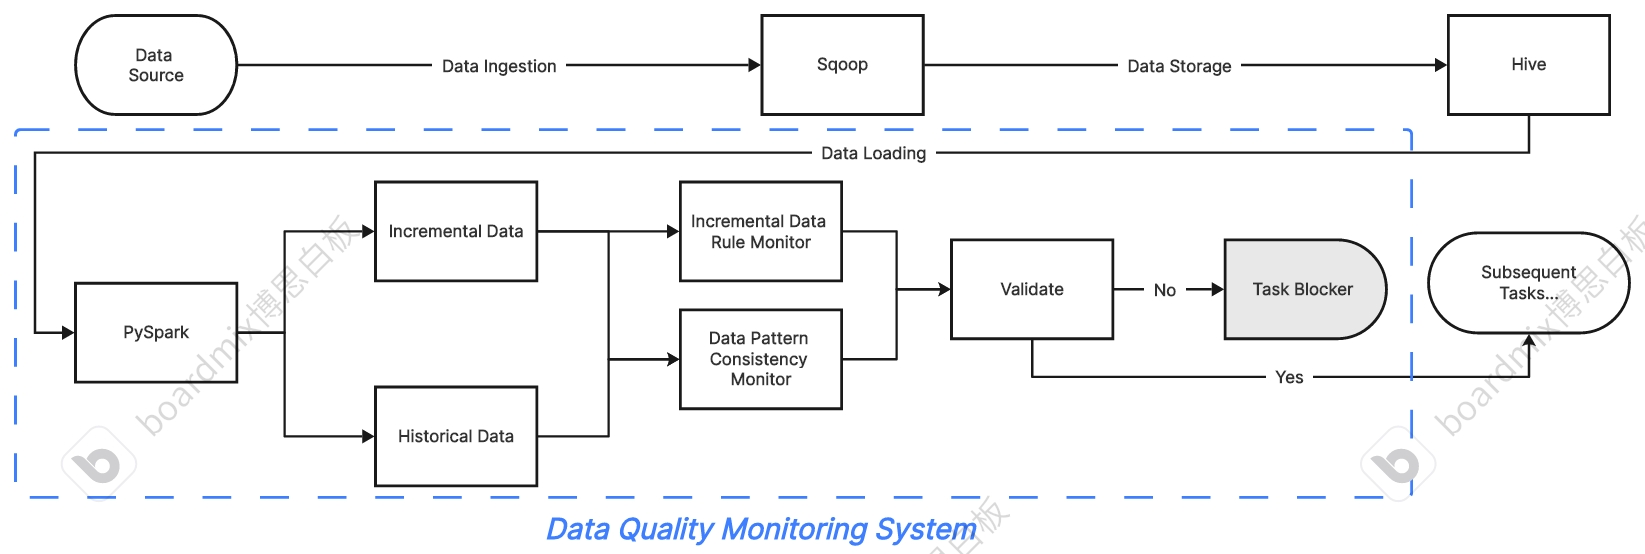 Data
Source
Data Ingestion
Sqoop
Data Storage
Hive
Data Loading
Incremental Data
Incremental Data
Rule Monitor
PySpark
Data Pattern
Consistency
Monitor
Historical Data
Validate
No
Task Blocker
Subsequent
Tasks...
Yes
Data Quality Monitoring System
boardmix博思白板
boardmix博思白板
思白板